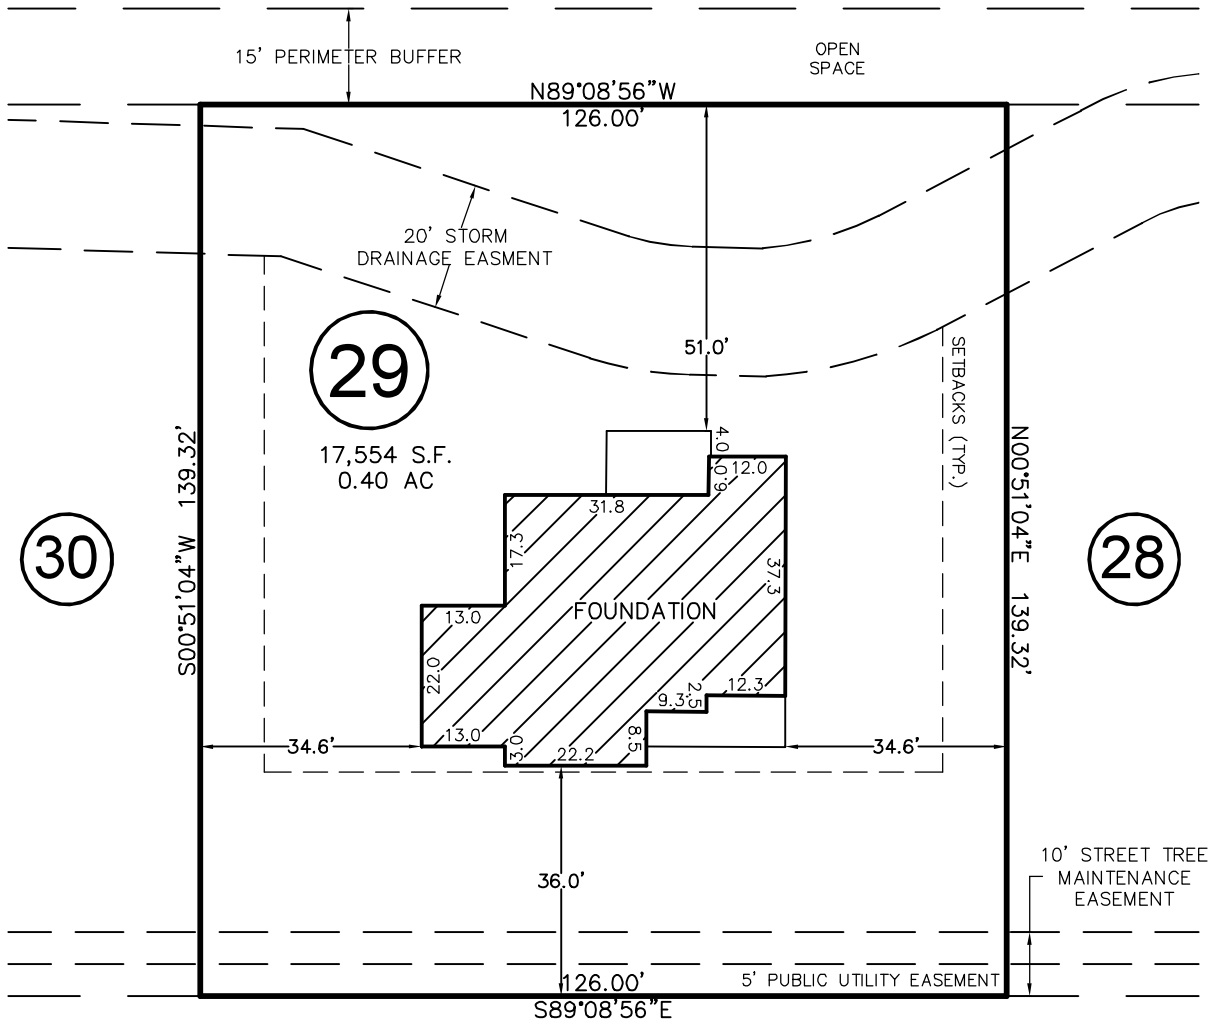 15' PERIMETER BUFFER
OPEN
SPACE
N89°08'56"W
126.00'
20' STORM
DRAINAGE EASMENT
51.0'
29
17,554 S.F.
0.40 AC
SETBACKS (TYP.)
S00°51'04"W 139.32'
N00°51'04"E 139.32'
30
28
4.0
6.0
12.0
31.8
17.3
37.3
FOUNDATION
13.0
22.0
13.0
3.0
22.2
8.5
9.3
2.5
12.3
34.6'
34.6'
36.0'
10' STREET TREE
MAINTENANCE
EASEMENT
5' PUBLIC UTILITY EASEMENT
126.00'
S89°08'56"E